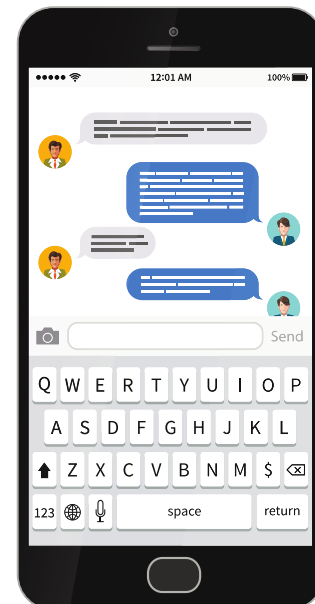 12:01 AM 100%
Send
Q W E R T Y U I O P
A S D F G H J K L
Z X C V B N M $
123 space return